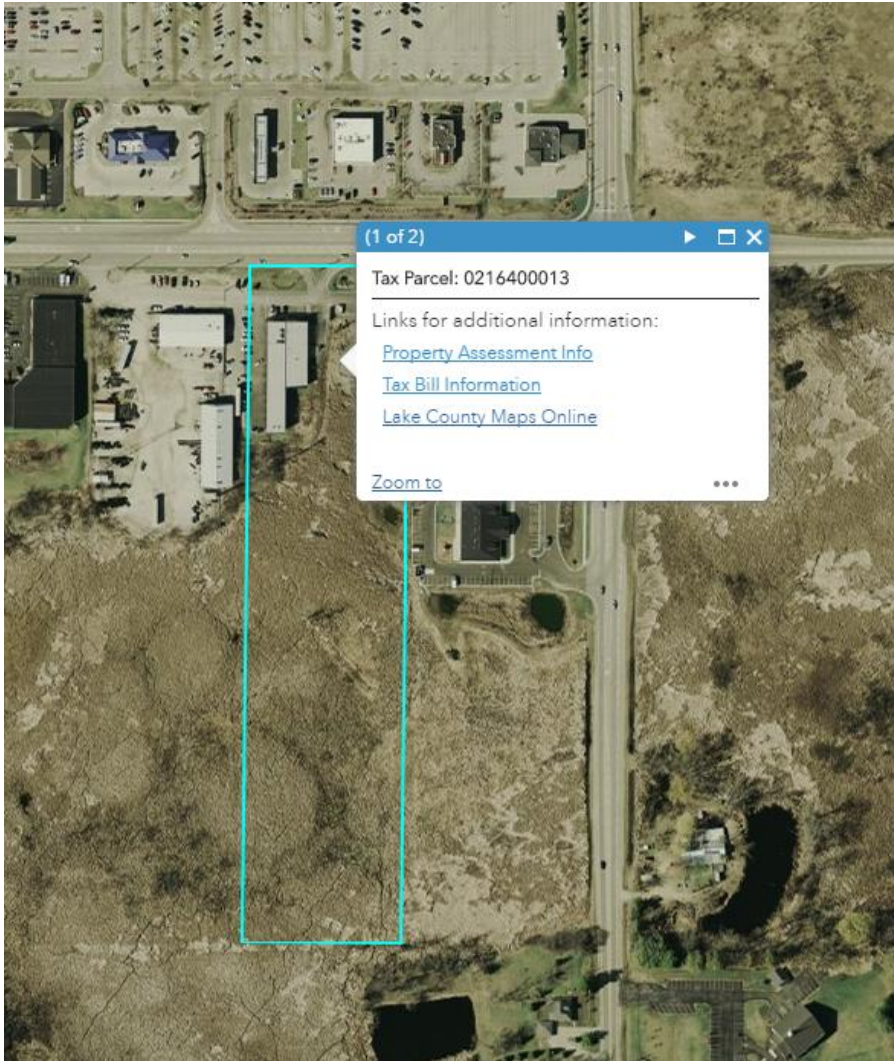 (1 of 2)
Tax Parcel: 0216400013
Links for additional information:
Property Assessment Info
Tax Bill Information
Lake County Maps Online
Zoom to